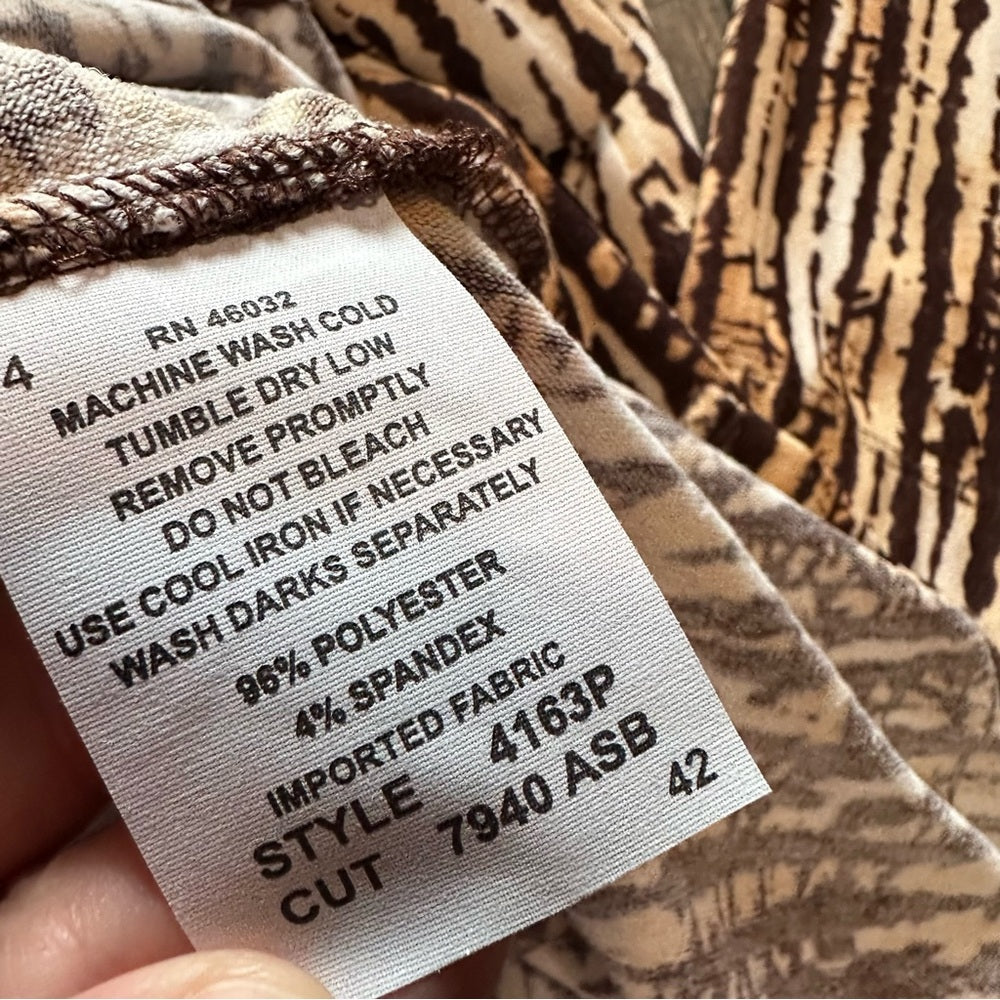 4
RN 46032
MACHINE WASH COLD
TUMBLE DRY LOW
REMOVE PROMPTLY
DO NOT BLEACH
USE COOL IRON IF NECESSARY
WASH DARKS SEPARATELY
96% POLYESTER
4% SPANDEX
IMPORTED FABRIC
STYLE 4163P
CUT 7940 ASB
42